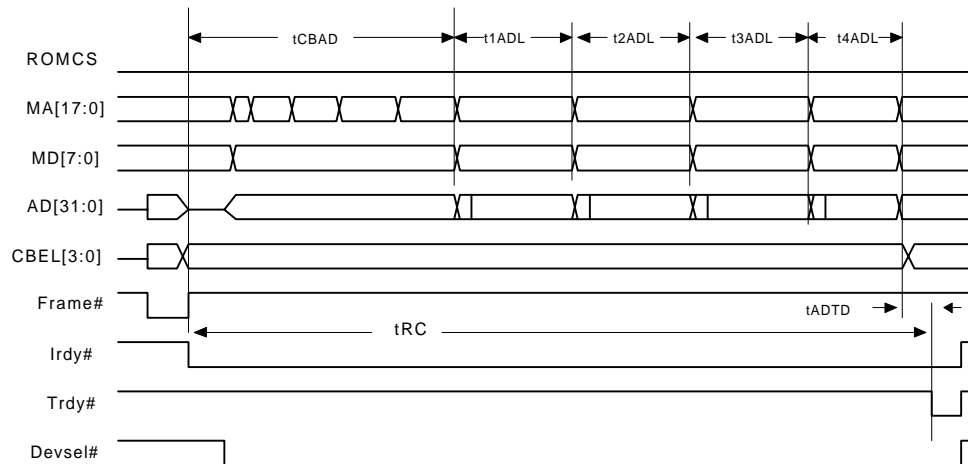 tCBAD t1ADL t2ADL t3ADL t4ADL
ROMCS
MA[17:0]
MD[7:0]
AD[31:0]
CBEL[3:0]
Frame#
tADTD
tRC
Irdy#
Trdy#
Devsel#